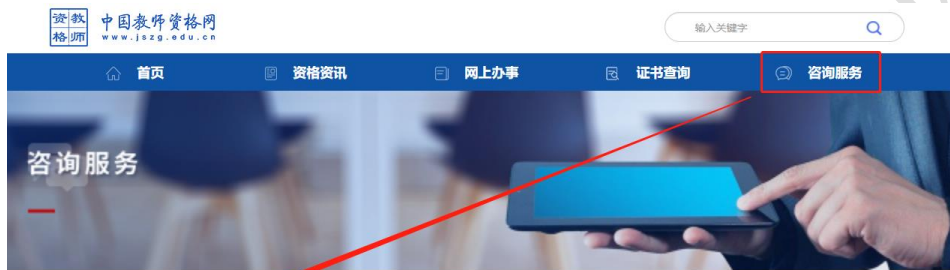 资教 中国教师资格网
格师 www.jszg.edu.cn
输入关键字
首页 资格资讯 网上办事 证书查询 咨询服务
咨询服务